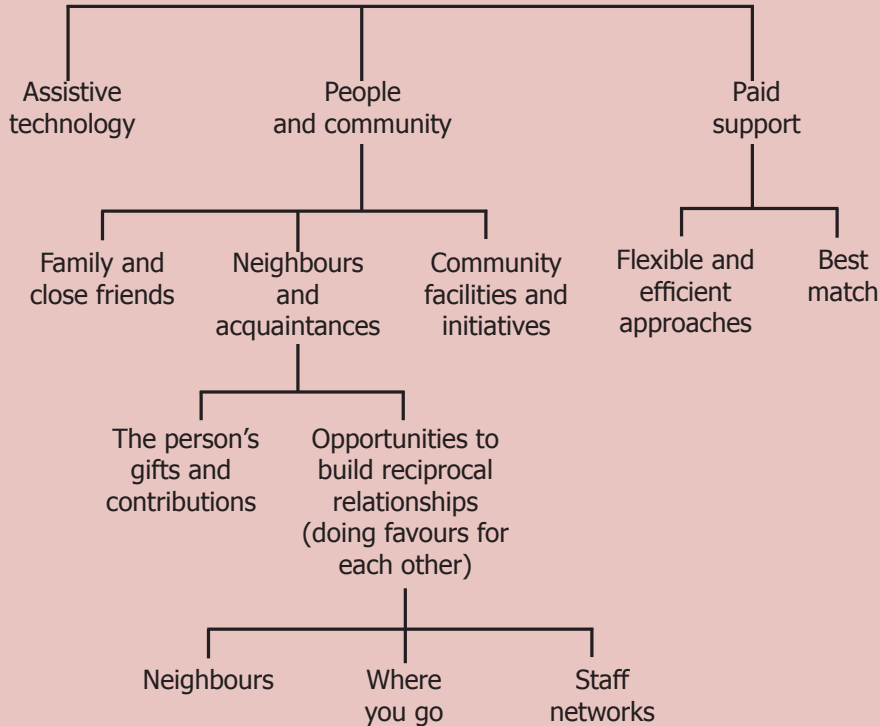 Assistive
technology
People
and community
Paid
support
Family and
close friends
Neighbours
and
acquaintances
Community
facilities and
initiatives
Flexible and
efficient
approaches
Best
match
The person’s
gifts and
contributions
Opportunities to
build reciprocal
relationships
(doing favours for
each other)
Neighbours
Where
you go
Staff
networks